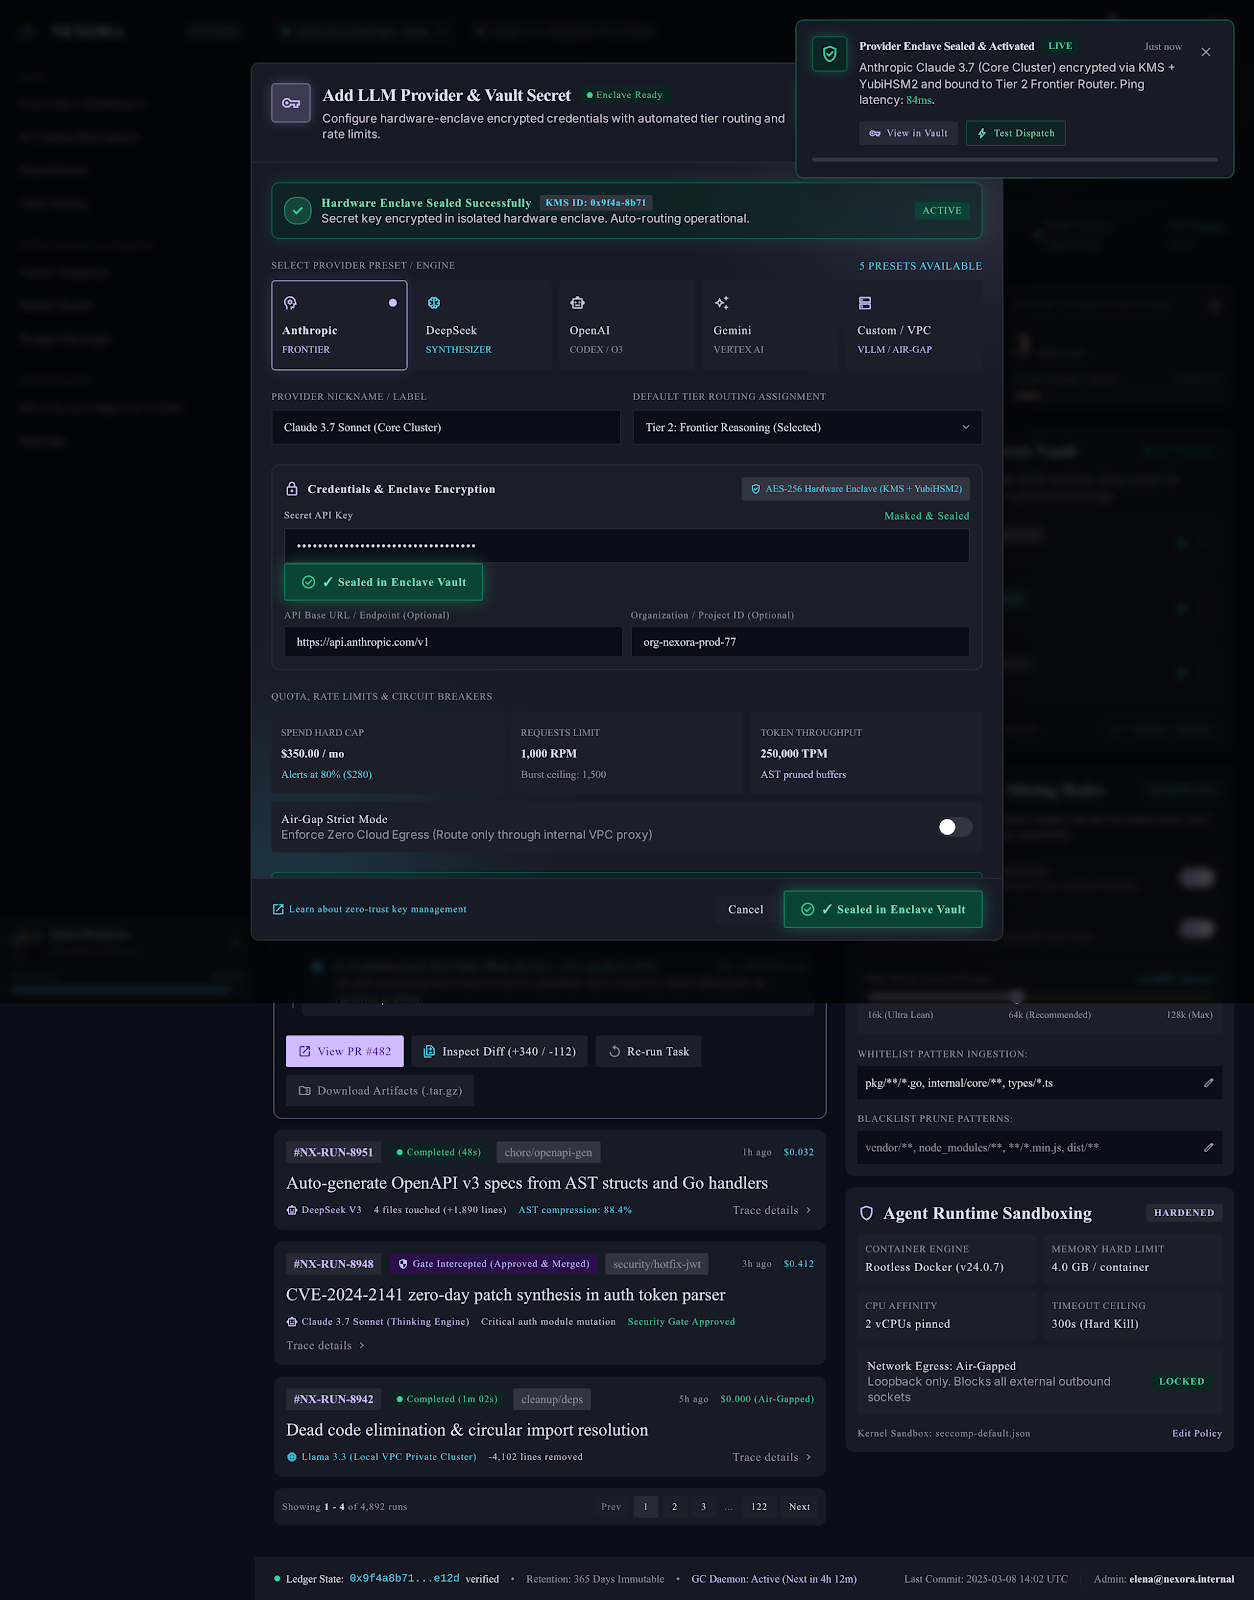 Provider Enclave Sealed & Activated LIVE Just now
Anthropic Claude 3.7 (Core Cluster) encrypted via KMS +
YubiHSM2 and bound to Tier 2 Frontier Router. Ping
latency: 84ms.
View in Vault Test Dispatch
Add LLM Provider & Vault Secret Enclave Ready
Configure hardware-enclave encrypted credentials with automated tier routing and
rate limits.
Hardware Enclave Sealed Successfully KMS ID: 0x9f4a-8b71
Secret key encrypted in isolated hardware enclave. Auto-routing operational.
ACTIVE
SELECT PROVIDER PRESET / ENGINE 5 PRESETS AVAILABLE
Anthropic
FRONTIER
DeepSeek
SYNTHESIZER
OpenAI
CODEX / O3
Gemini
VERTEX AI
Custom / VPC
VLLM / AIR-GAP
PROVIDER NICKNAME / LABEL
Claude 3.7 Sonnet (Core Cluster)
DEFAULT TIER ROUTING ASSIGNMENT
Tier 2: Frontier Reasoning (Selected)
Credentials & Enclave Encryption AES-256 Hardware Enclave (KMS + YubiHSM2)
Secret API Key Masked & Sealed
••••••••••••••••••••••••••••••••••
✓ Sealed in Enclave Vault
API Base URL / Endpoint (Optional)
https://api.anthropic.com/v1
Organization / Project ID (Optional)
org-nexora-prod-77
QUOTA, RATE LIMITS & CIRCUIT BREAKERS
SPEND HARD CAP
$350.00 / mo
Alerts at 80% ($280)
REQUESTS LIMIT
1,000 RPM
Burst ceiling: 1,500
TOKEN THROUGHPUT
250,000 TPM
AST pruned buffers
Air-Gap Strict Mode
Enforce Zero Cloud Egress (Route only through internal VPC proxy)
Learn about zero-trust key management Cancel ✓ Sealed in Enclave Vault
View PR #482 Inspect Diff (+340 / -112) Re-run Task
Download Artifacts (.tar.gz)
#NX-RUN-8951 Completed (48s) chore/openapi-gen 1h ago $0.032
Auto-generate OpenAPI v3 specs from AST structs and Go handlers
DeepSeek V3 4 files touched (+1,890 lines) AST compression: 88.4% Trace details
#NX-RUN-8948 Gate Intercepted (Approved & Merged) security/hotfix-jwt 3h ago $0.412
CVE-2024-2141 zero-day patch synthesis in auth token parser
Claude 3.7 Sonnet (Thinking Engine) Critical auth module mutation Security Gate Approved
Trace details
#NX-RUN-8942 Completed (1m 02s) cleanup/deps 5h ago $0.000 (Air-Gapped)
Dead code elimination & circular import resolution
Llama 3.3 (Local VPC Private Cluster) -4,102 lines removed Trace details
Showing 1 - 4 of 4,892 runs Prev 1 2 3 ... 122 Next
16k (Ultra Lean) 64k (Recommended) 128k (Max)
WHITELIST PATTERN INGESTION:
pkg/**/*.go, internal/core/**, types/*.ts
BLACKLIST PRUNE PATTERNS:
vendor/**, node_modules/**, **/*.min.js, dist/**
Agent Runtime Sandboxing HARDENED
CONTAINER ENGINE
Rootless Docker (v24.0.7)
MEMORY HARD LIMIT
4.0 GB / container
CPU AFFINITY
2 vCPUs pinned
TIMEOUT CEILING
300s (Hard Kill)
Network Egress: Air-Gapped
Loopback only. Blocks all external outbound
sockets
LOCKED
Kernel Sandbox: seccomp-default.json Edit Policy
Ledger State: 0x9f4a8b71...e12d verified • Retention: 365 Days Immutable • GC Daemon: Active (Next in 4h 12m) Last Commit: 2025-03-08 14:02 UTC Admin: elena@nexora.internal